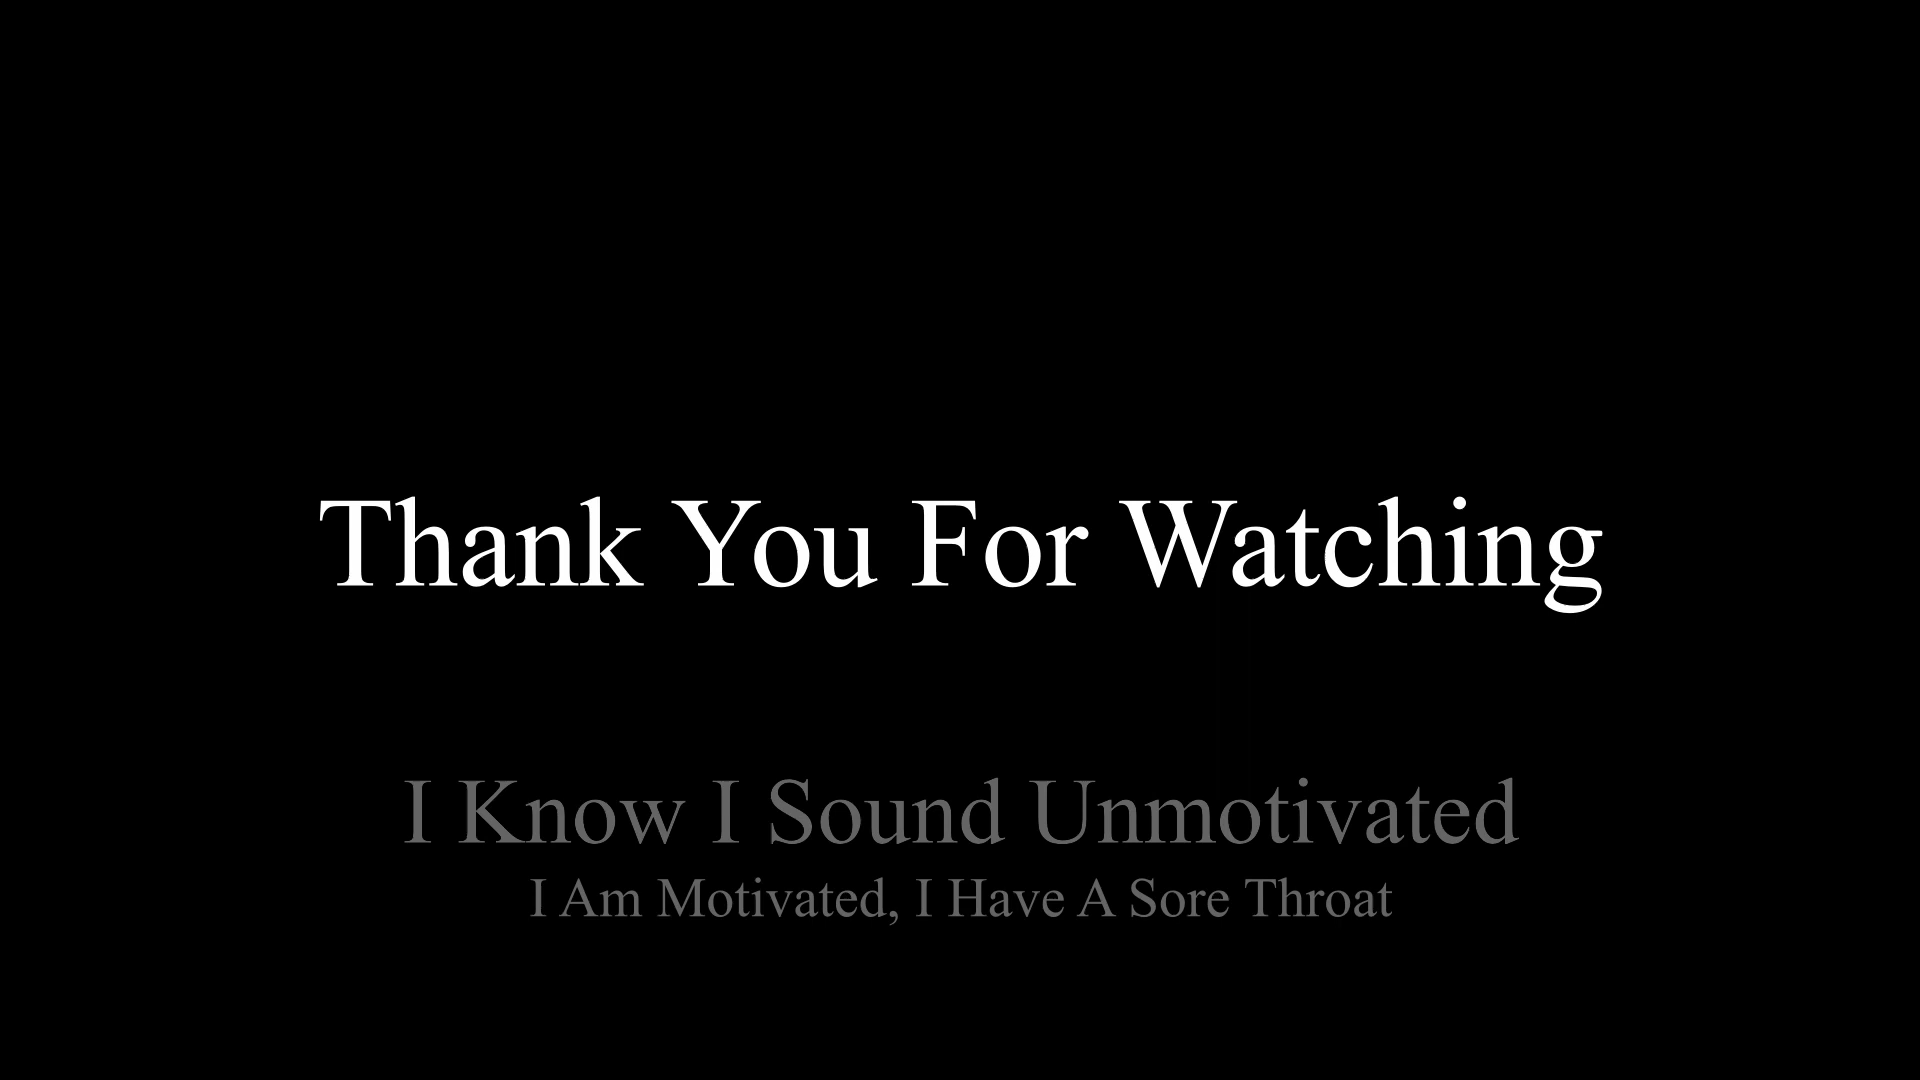 Thank You For Watching
I Know I Sound Unmotivated
I Am Motivated, I Have A Sore Throat